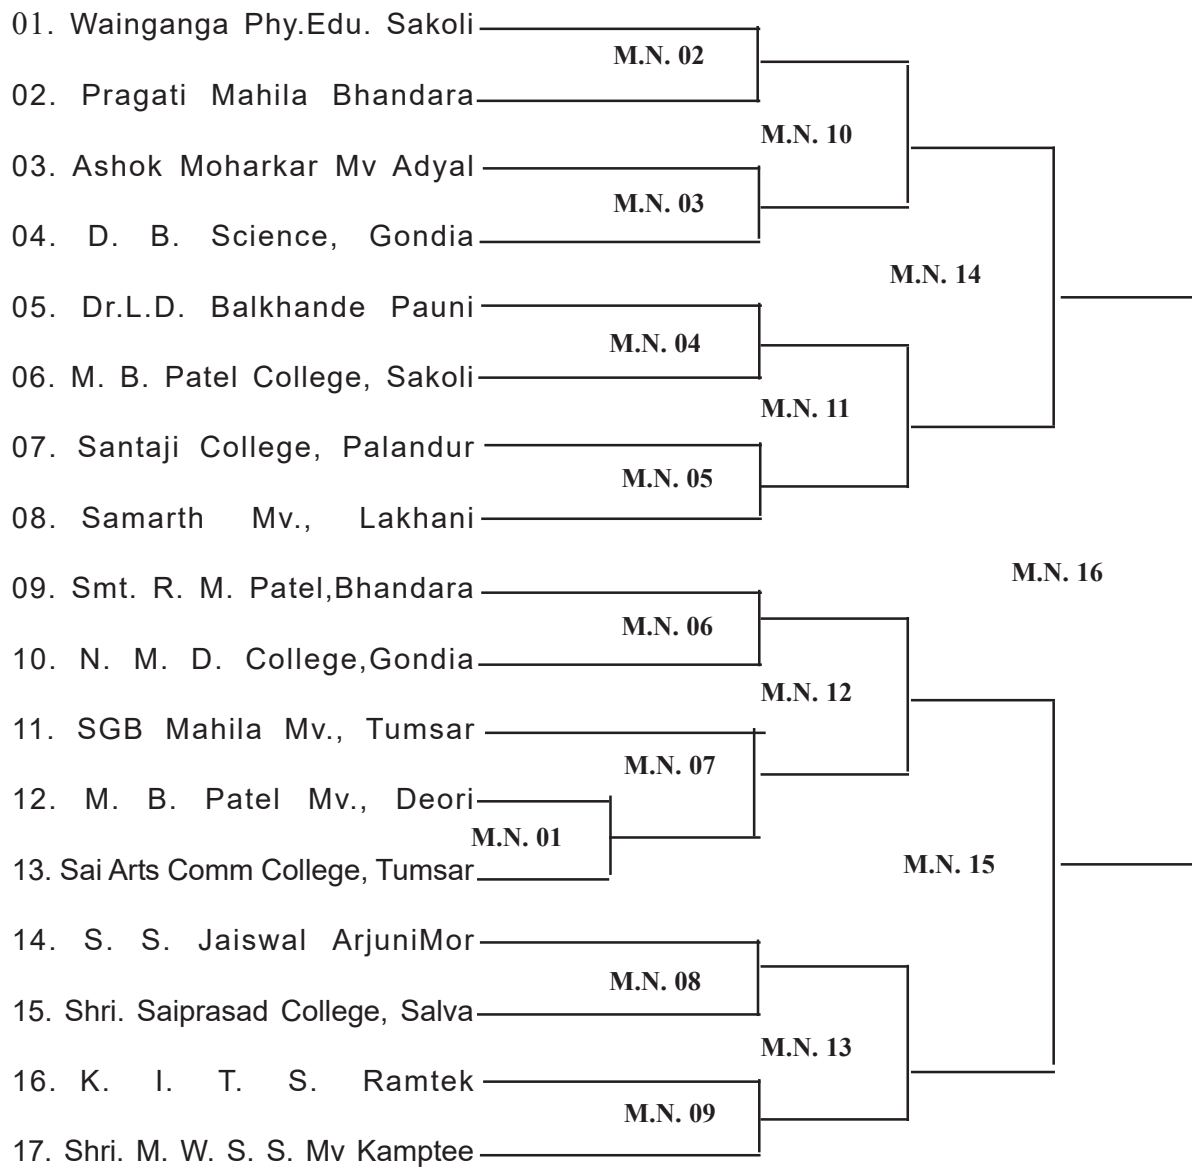 01. Wainganga Phy.Edu. Sakoli
M.N. 02
02. Pragati Mahila Bhandara
M.N. 10
03. Ashok Moharkar Mv Adyal
M.N. 03
04. D. B. Science, Gondia
M.N. 14
05. Dr.L.D. Balkhande Pauni
M.N. 04
06. M. B. Patel College, Sakoli
M.N. 11
07. Santaji College, Palandur
M.N. 05
08. Samarth Mv., Lakhani
M.N. 16
09. Smt. R. M. Patel,Bhandara
M.N. 06
10. N. M. D. College,Gondia
M.N. 12
11. SGB Mahila Mv., Tumsar
M.N. 07
12. M. B. Patel Mv., Deori
M.N. 01
13. Sai Arts Comm College, Tumsar
M.N. 15
14. S. S. Jaiswal ArjuniMor
M.N. 08
15. Shri. Saiprasad College, Salva
M.N. 13
16. K. I. T. S. Ramtek
M.N. 09
17. Shri. M. W. S. S. Mv Kamptee